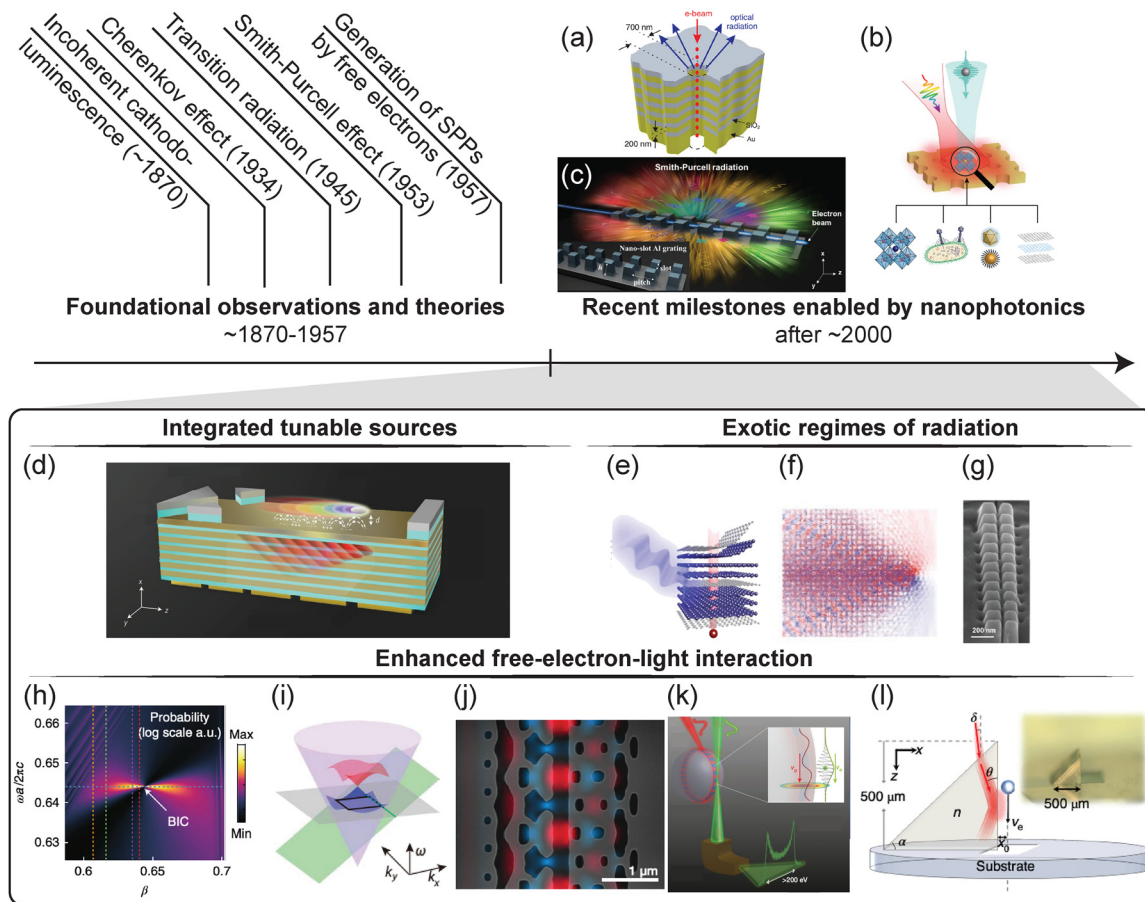 Incoherent cathodo-
luminescence (~1870)
Cherenkov effect (1934)
Transition radiation (1945)
Smith-Purcell effect (1953)
Generation of SPPs
by free electrons (1957)
(a)
700 nm
e-beam
optical
radiation
SiO₂
Au
200 nm
(b)
(c)
Smith-Purcell radiation
Electron
beam
Nano-slot Al grating
h
slot
pitch
x
z
y
Foundational observations and theories
~1870-1957
Recent milestones enabled by nanophotonics
after ~2000
Integrated tunable sources
Exotic regimes of radiation
(d)
d
x
z
y
(e)
(f)
(g)
200 nm
Enhanced free-electron-light interaction
(h)
ωa/2πc
0.66
0.65
0.64
0.63
Probability
(log scale a.u.)
Max
Min
BIC
0.6
0.65
0.7
β
(i)
ω
k_y
k_x
(j)
1 µm
(k)
>200 eV
(l)
δ
x
z
θ
500 µm
n
v_e
α
x_0
Substrate
500 µm